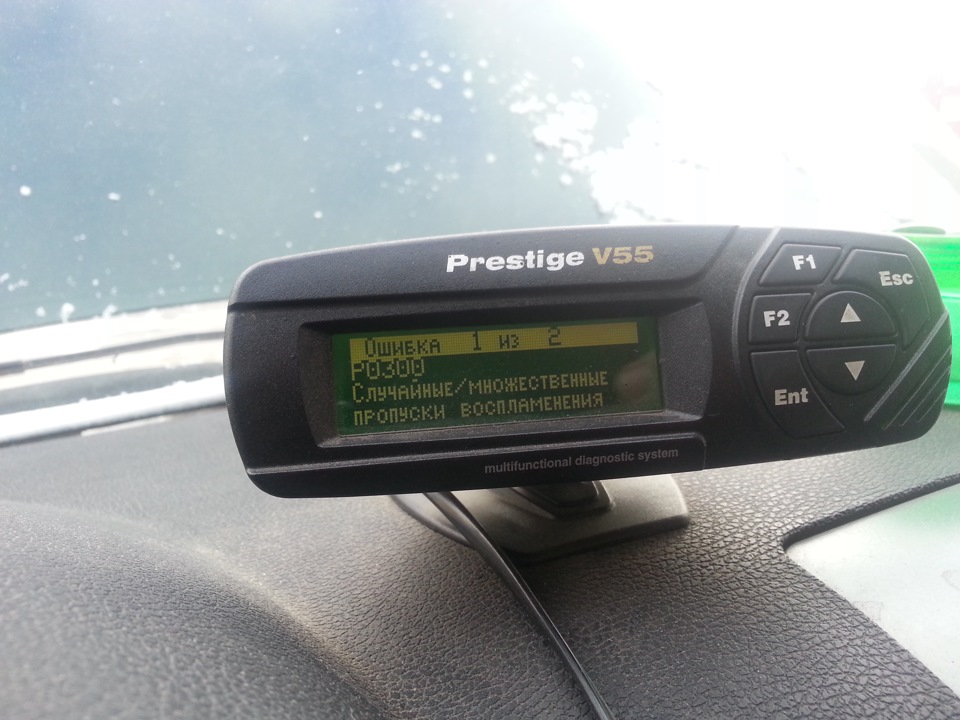 Prestige V55
F1
Esc
F2
Ent
Ошибка 1 из 2
P0300
Случайные/множественные
пропуски воспламенения
multifunctional diagnostic system